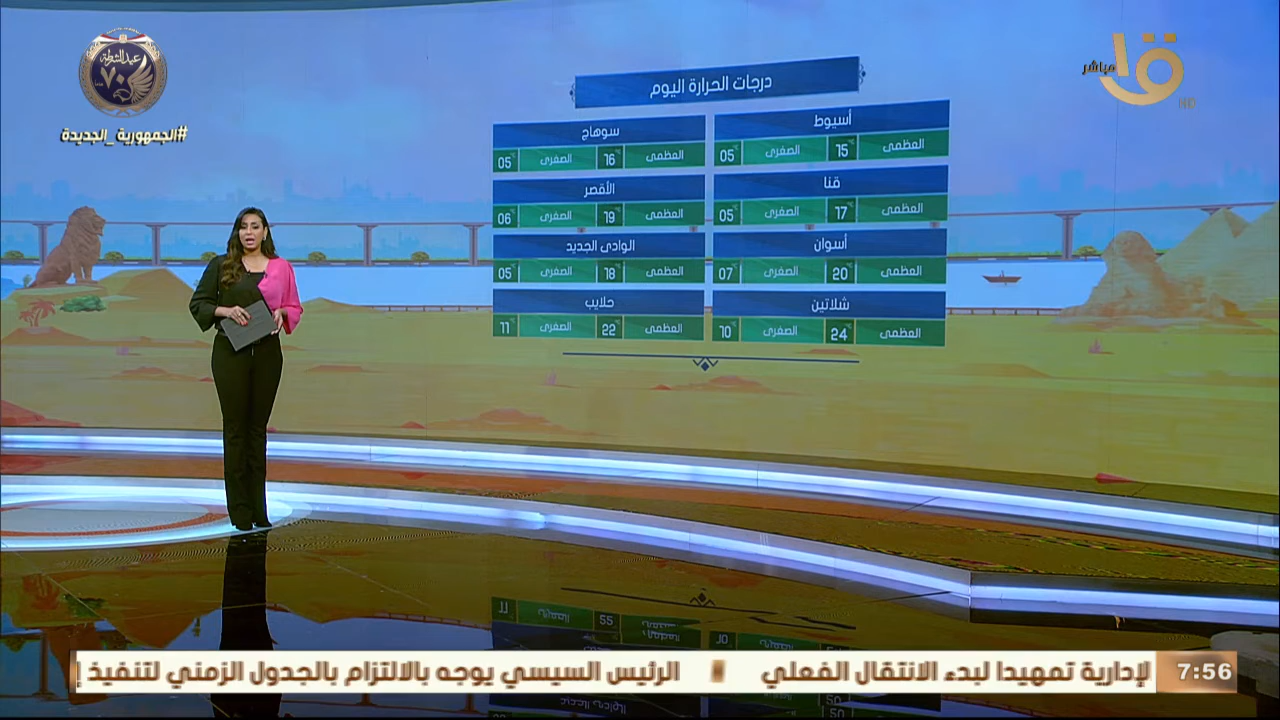 عيد الشرطة
٧٠
#الجمهورية_الجديدة
مباشر
HD
درجات الحرارة اليوم
أسيوط
العظمى 15 الصغرى 05
سوهاج
العظمى 16 الصغرى 05
قنا
العظمى 17 الصغرى 05
الأقصر
العظمى 19 الصغرى 06
أسوان
العظمى 20 الصغرى 07
الوادى الجديد
العظمى 18 الصغرى 05
شلاتين
العظمى 24 الصغرى 10
حلايب
العظمى 22 الصغرى 11
7:56 لإدارية تمهيدا لبدء الانتقال الفعلي الرئيس السيسي يوجه بالالتزام بالجدول الزمني لتنفيذ